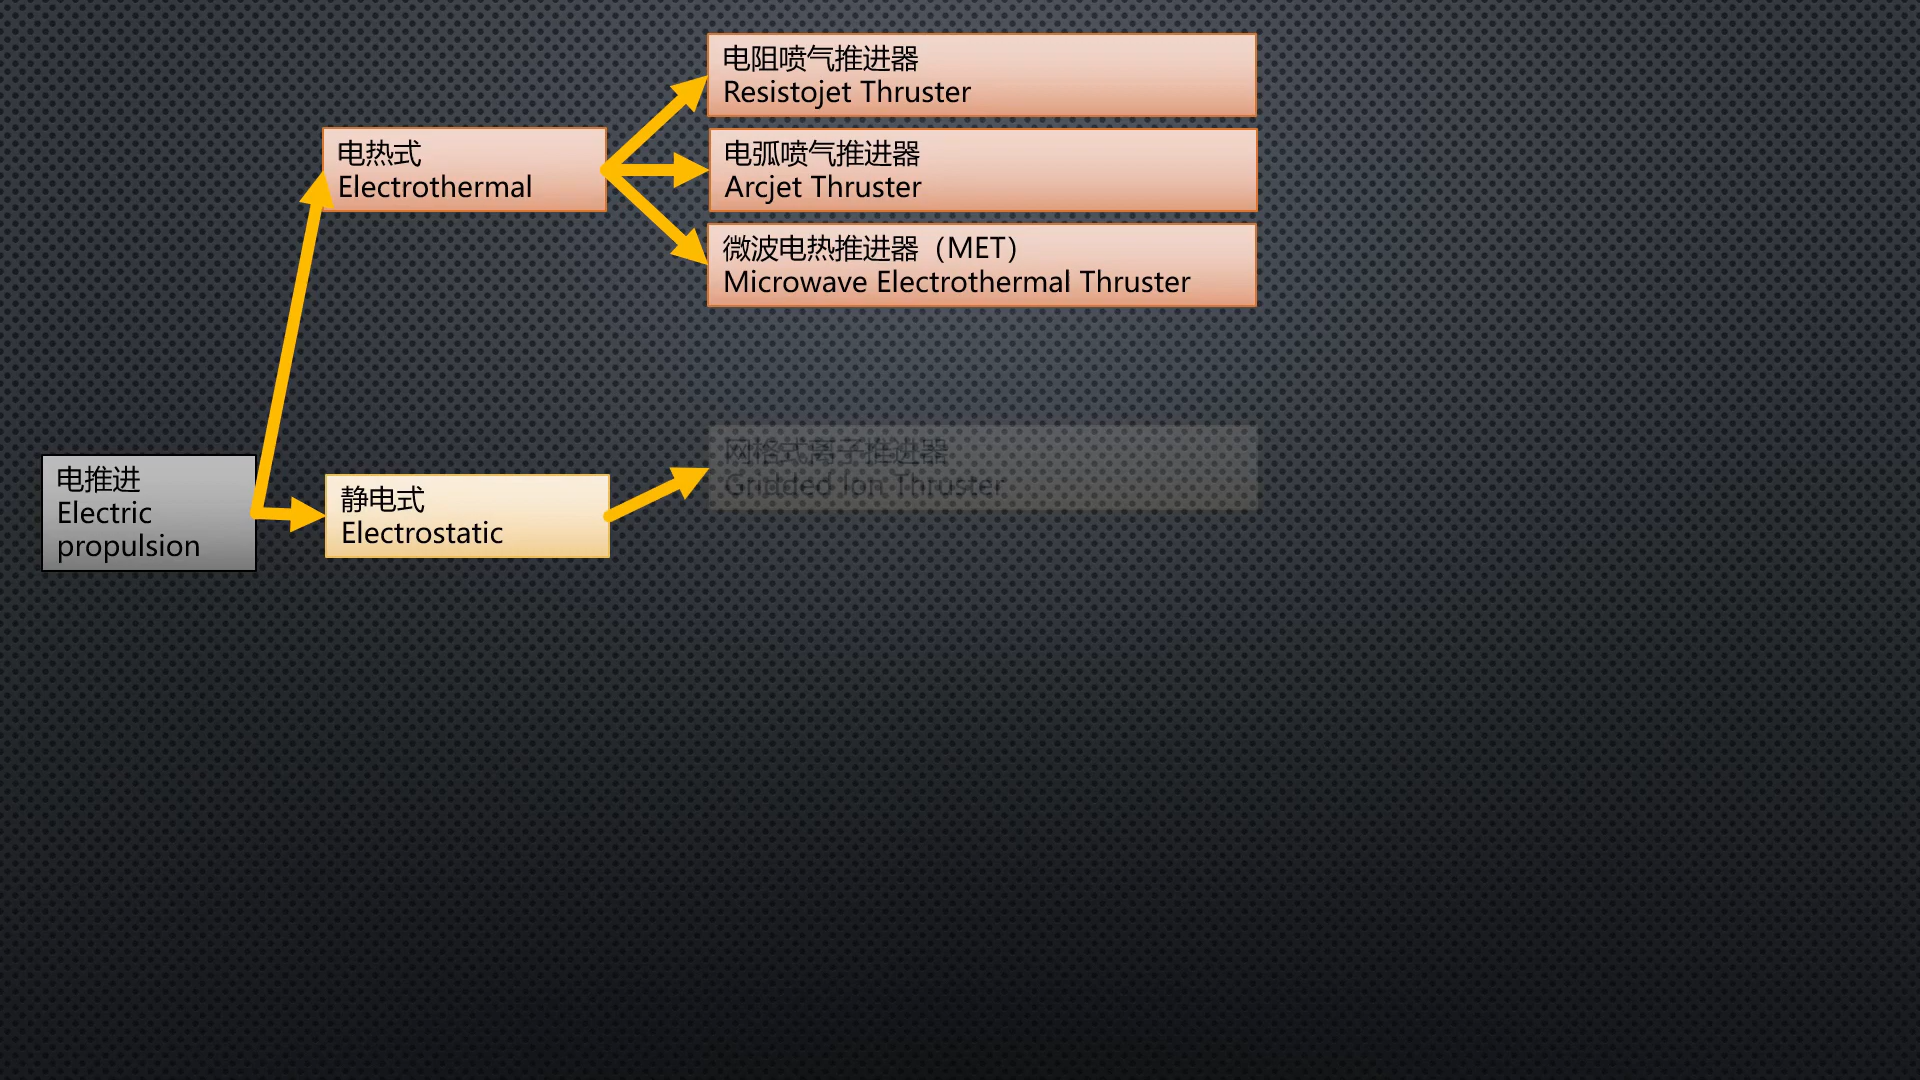 电阻喷气推进器
Resistojet Thruster
电热式
Electrothermal
电弧喷气推进器
Arcjet Thruster
微波电热推进器（MET）
Microwave Electrothermal Thruster
电推进
Electric
propulsion
静电式
Electrostatic
网格式离子推进器
Gridded Ion Thruster